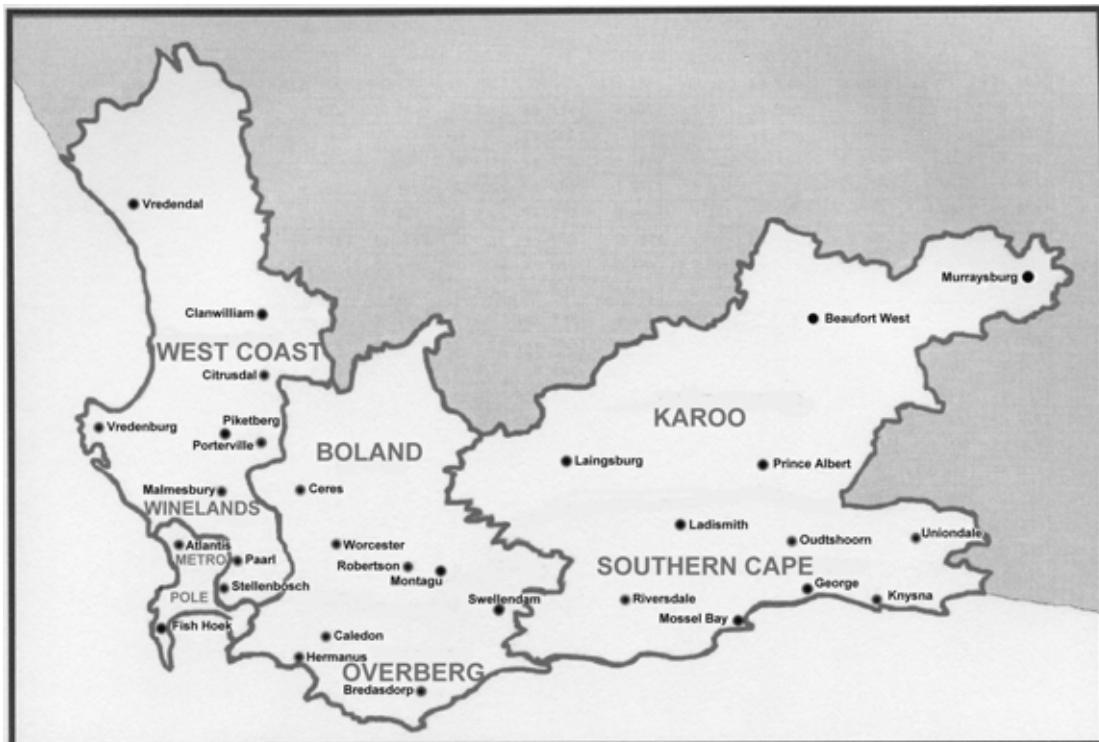 Vredendal
Murraysburg
Clanwilliam
Beaufort West
WEST COAST
Citrusdal
KAROO
Vredenburg
Piketberg
Porterville
BOLAND
Laingsburg
Prince Albert
Malmesbury
Ceres
WINELANDS
Ladismith
Uniondale
Oudtshoorn
Atlantis
Worcester
METRO
Paarl
Robertson
Montagu
SOUTHERN CAPE
Stellenbosch
George
POLE
Swellendam
Riversdale
Knysna
Mossel Bay
Fish Hoek
Caledon
Hermanus
OVERBERG
Bredasdorp